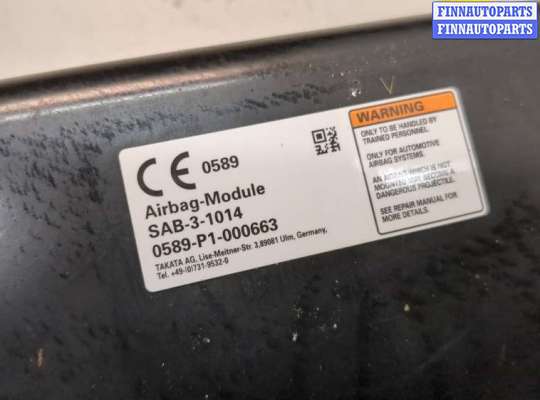 FINNAUTOPARTS
FINNAUTOPARTS
CE 0589
Airbag-Module
SAB-3-1014
0589-P1-000663
TAKATA AG, Lise-Meitner-Str. 3,89081 Ulm, Germany,
Tel. +49-(0)731-9532-0
WARNING
ONLY TO BE HANDLED BY
TRAINED PERSONNEL.
ONLY FOR AUTOMOTIVE
AIRBAG SYSTEMS.
AN AIRBAG WHICH IS NOT
MOUNTED MAY BECOME A
DANGEROUS PROJECTILE.
SEE REPAIR MANUAL FOR
MORE DETAILS.